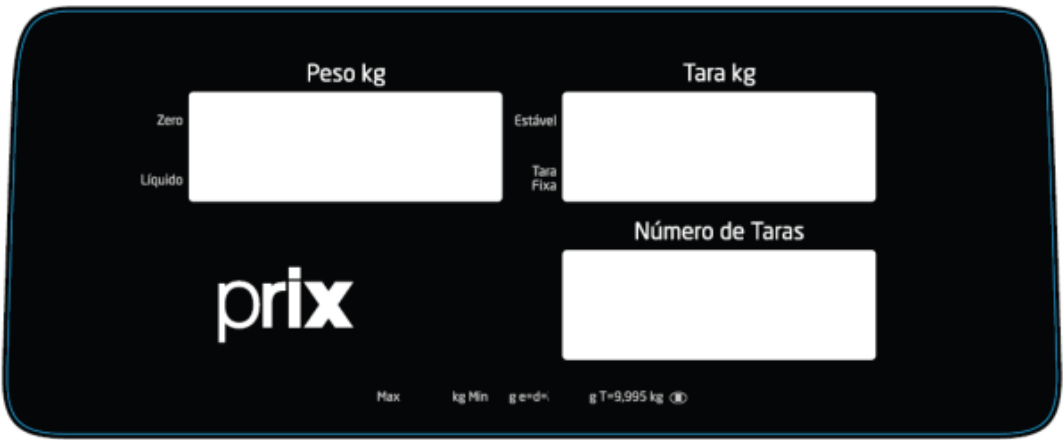 Peso kg
Tara kg
Zero
Estável
Líquido
Tara
Fixa
Número de Taras
prix
Max kg Min g e=d= g T=9,995 kg